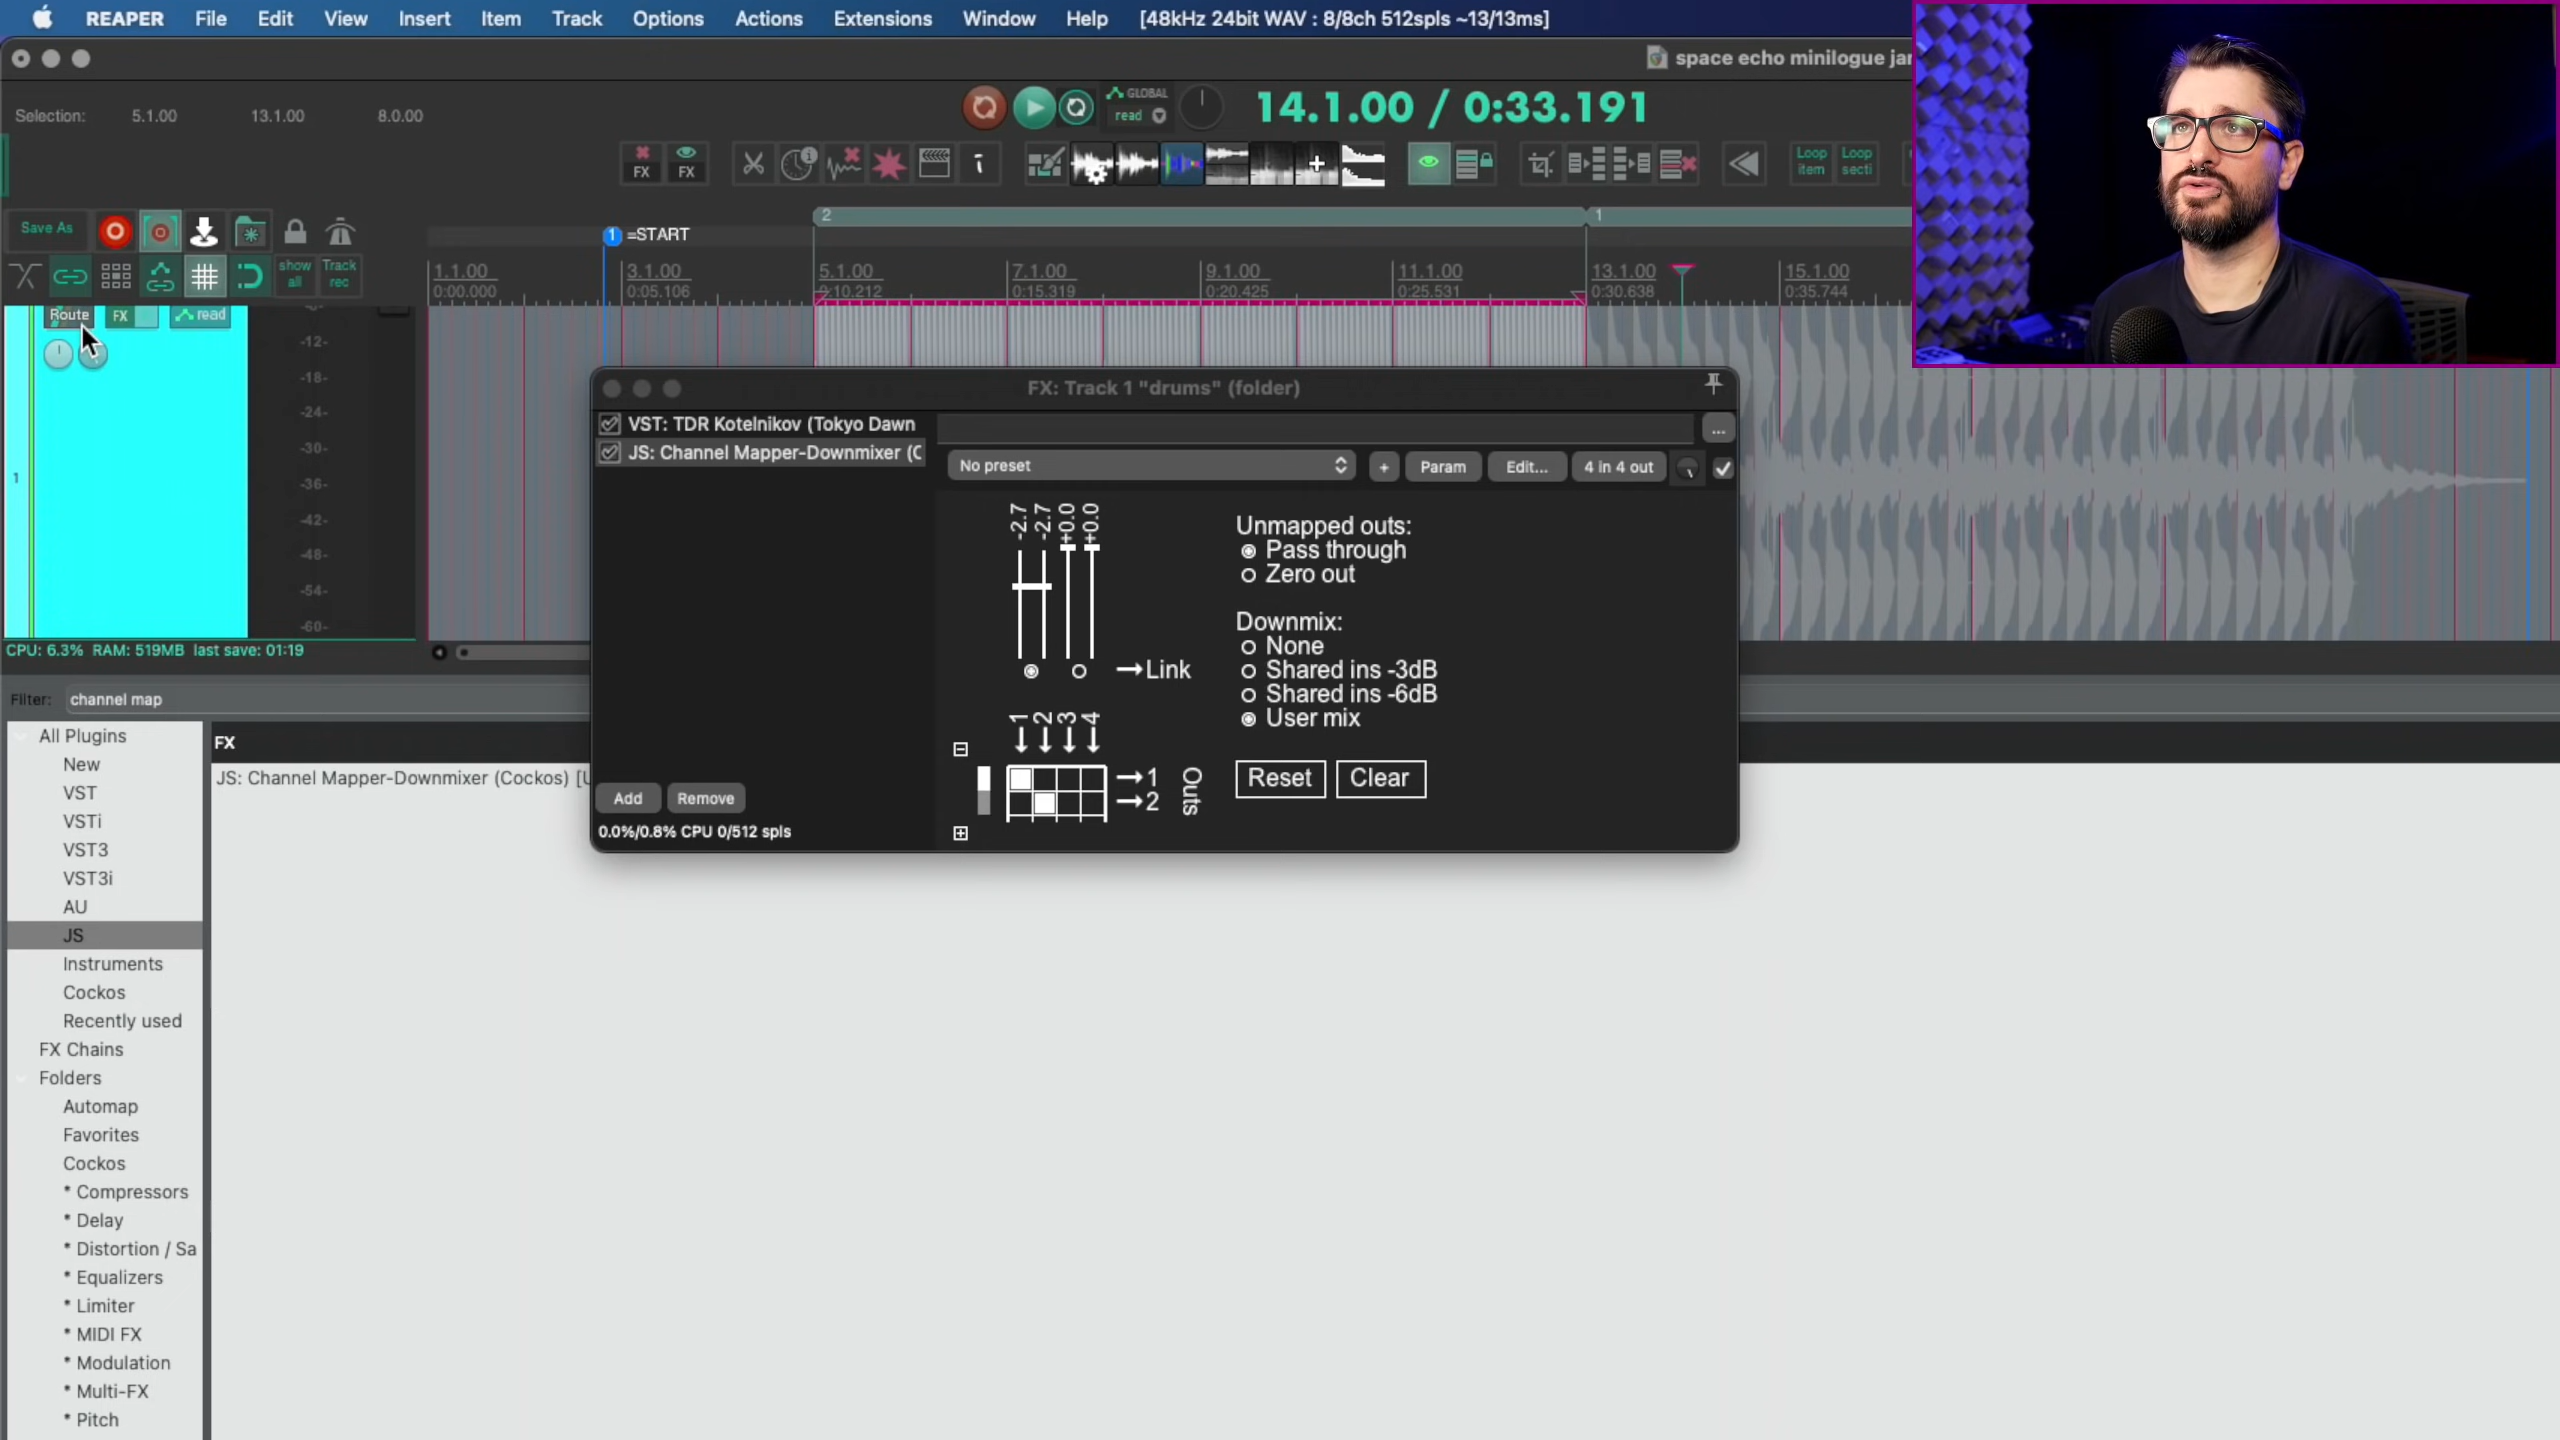 REAPER File Edit View Insert Item Track Options Actions Extensions Window Help [48kHz 24bit WAV : 8/8ch 512spls ~13/13ms]
space echo minilogue jar
Selection: 5.1.00 13.1.00 8.0.00
GLOBAL
read
14.1.00 / 0:33.191
FX FX
Loop item
Loop secti
Save As
show all
Track rec
2
1
1 =START
1.1.00 3.1.00 5.1.00 7.1.00 9.1.00 11.1.00 13.1.00 15.1.00
0:00.000 0:05.106 0:10.212 0:15.319 0:20.425 0:25.531 0:30.638 0:35.744
Route FX read
-12-
-18-
-24-
-30-
-36-
-42-
-48-
-54-
-60-
1
CPU: 6.3% RAM: 519MB last save: 01:19
FX: Track 1 "drums" (folder)
VST: TDR Kotelnikov (Tokyo Dawn
JS: Channel Mapper-Downmixer (C
...
No preset + Param Edit... 4 in 4 out
-2.7 -2.7 +0.0 +0.0
Link
1 2 3 4
1
2
Outs
Unmapped outs:
Pass through
Zero out
Downmix:
None
Shared ins -3dB
Shared ins -6dB
User mix
Reset Clear
Add Remove
0.0%/0.8% CPU 0/512 spls
Filter: channel map
FX
JS: Channel Mapper-Downmixer (Cockos) [
All Plugins
New
VST
VSTi
VST3
VST3i
AU
JS
Instruments
Cockos
Recently used
FX Chains
Folders
Automap
Favorites
Cockos
* Compressors
* Delay
* Distortion / Sa
* Equalizers
* Limiter
* MIDI FX
* Modulation
* Multi-FX
* Pitch